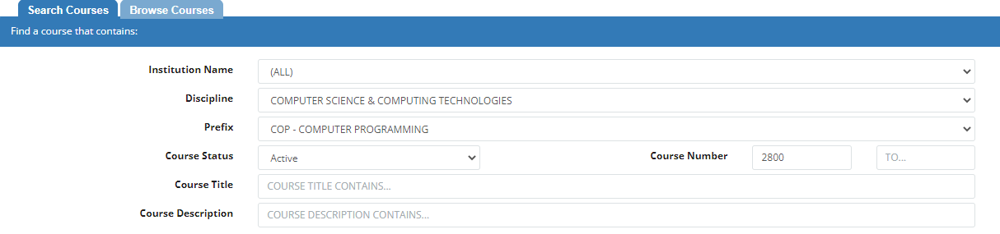 Search Courses Browse Courses
Find a course that contains:
Institution Name (ALL)
Discipline COMPUTER SCIENCE & COMPUTING TECHNOLOGIES
Prefix COP - COMPUTER PROGRAMMING
Course Status Active Course Number 2800 TO...
Course Title COURSE TITLE CONTAINS...
Course Description COURSE DESCRIPTION CONTAINS...